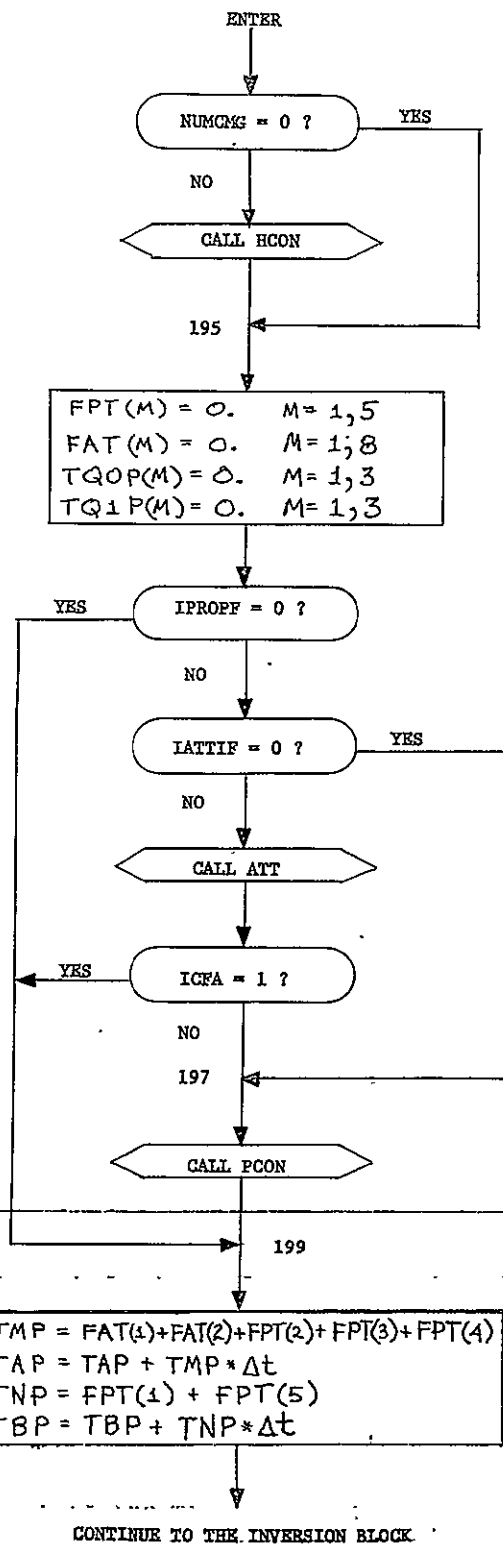 ENTER
NUMCMG = 0 ?
YES
NO
CALL HCON
195
FPT(M) = 0. M= 1,5
FAT(M) = 0. M= 1,8
TQ0P(M) = 0. M= 1,3
TQ1P(M) = 0. M= 1,3
YES
IPROPF = 0 ?
NO
IATTIF = 0 ?
YES
NO
CALL ATT
YES
ICFA = 1 ?
NO
197
CALL PCON
199
TMP = FAT(1)+FAT(2)+FPT(2)+FPT(3)+FPT(4)
TAP = TAP + TMP*Δt
TNP = FPT(1) + FPT(5)
TBP = TBP + TNP*Δt
CONTINUE TO THE INVERSION BLOCK